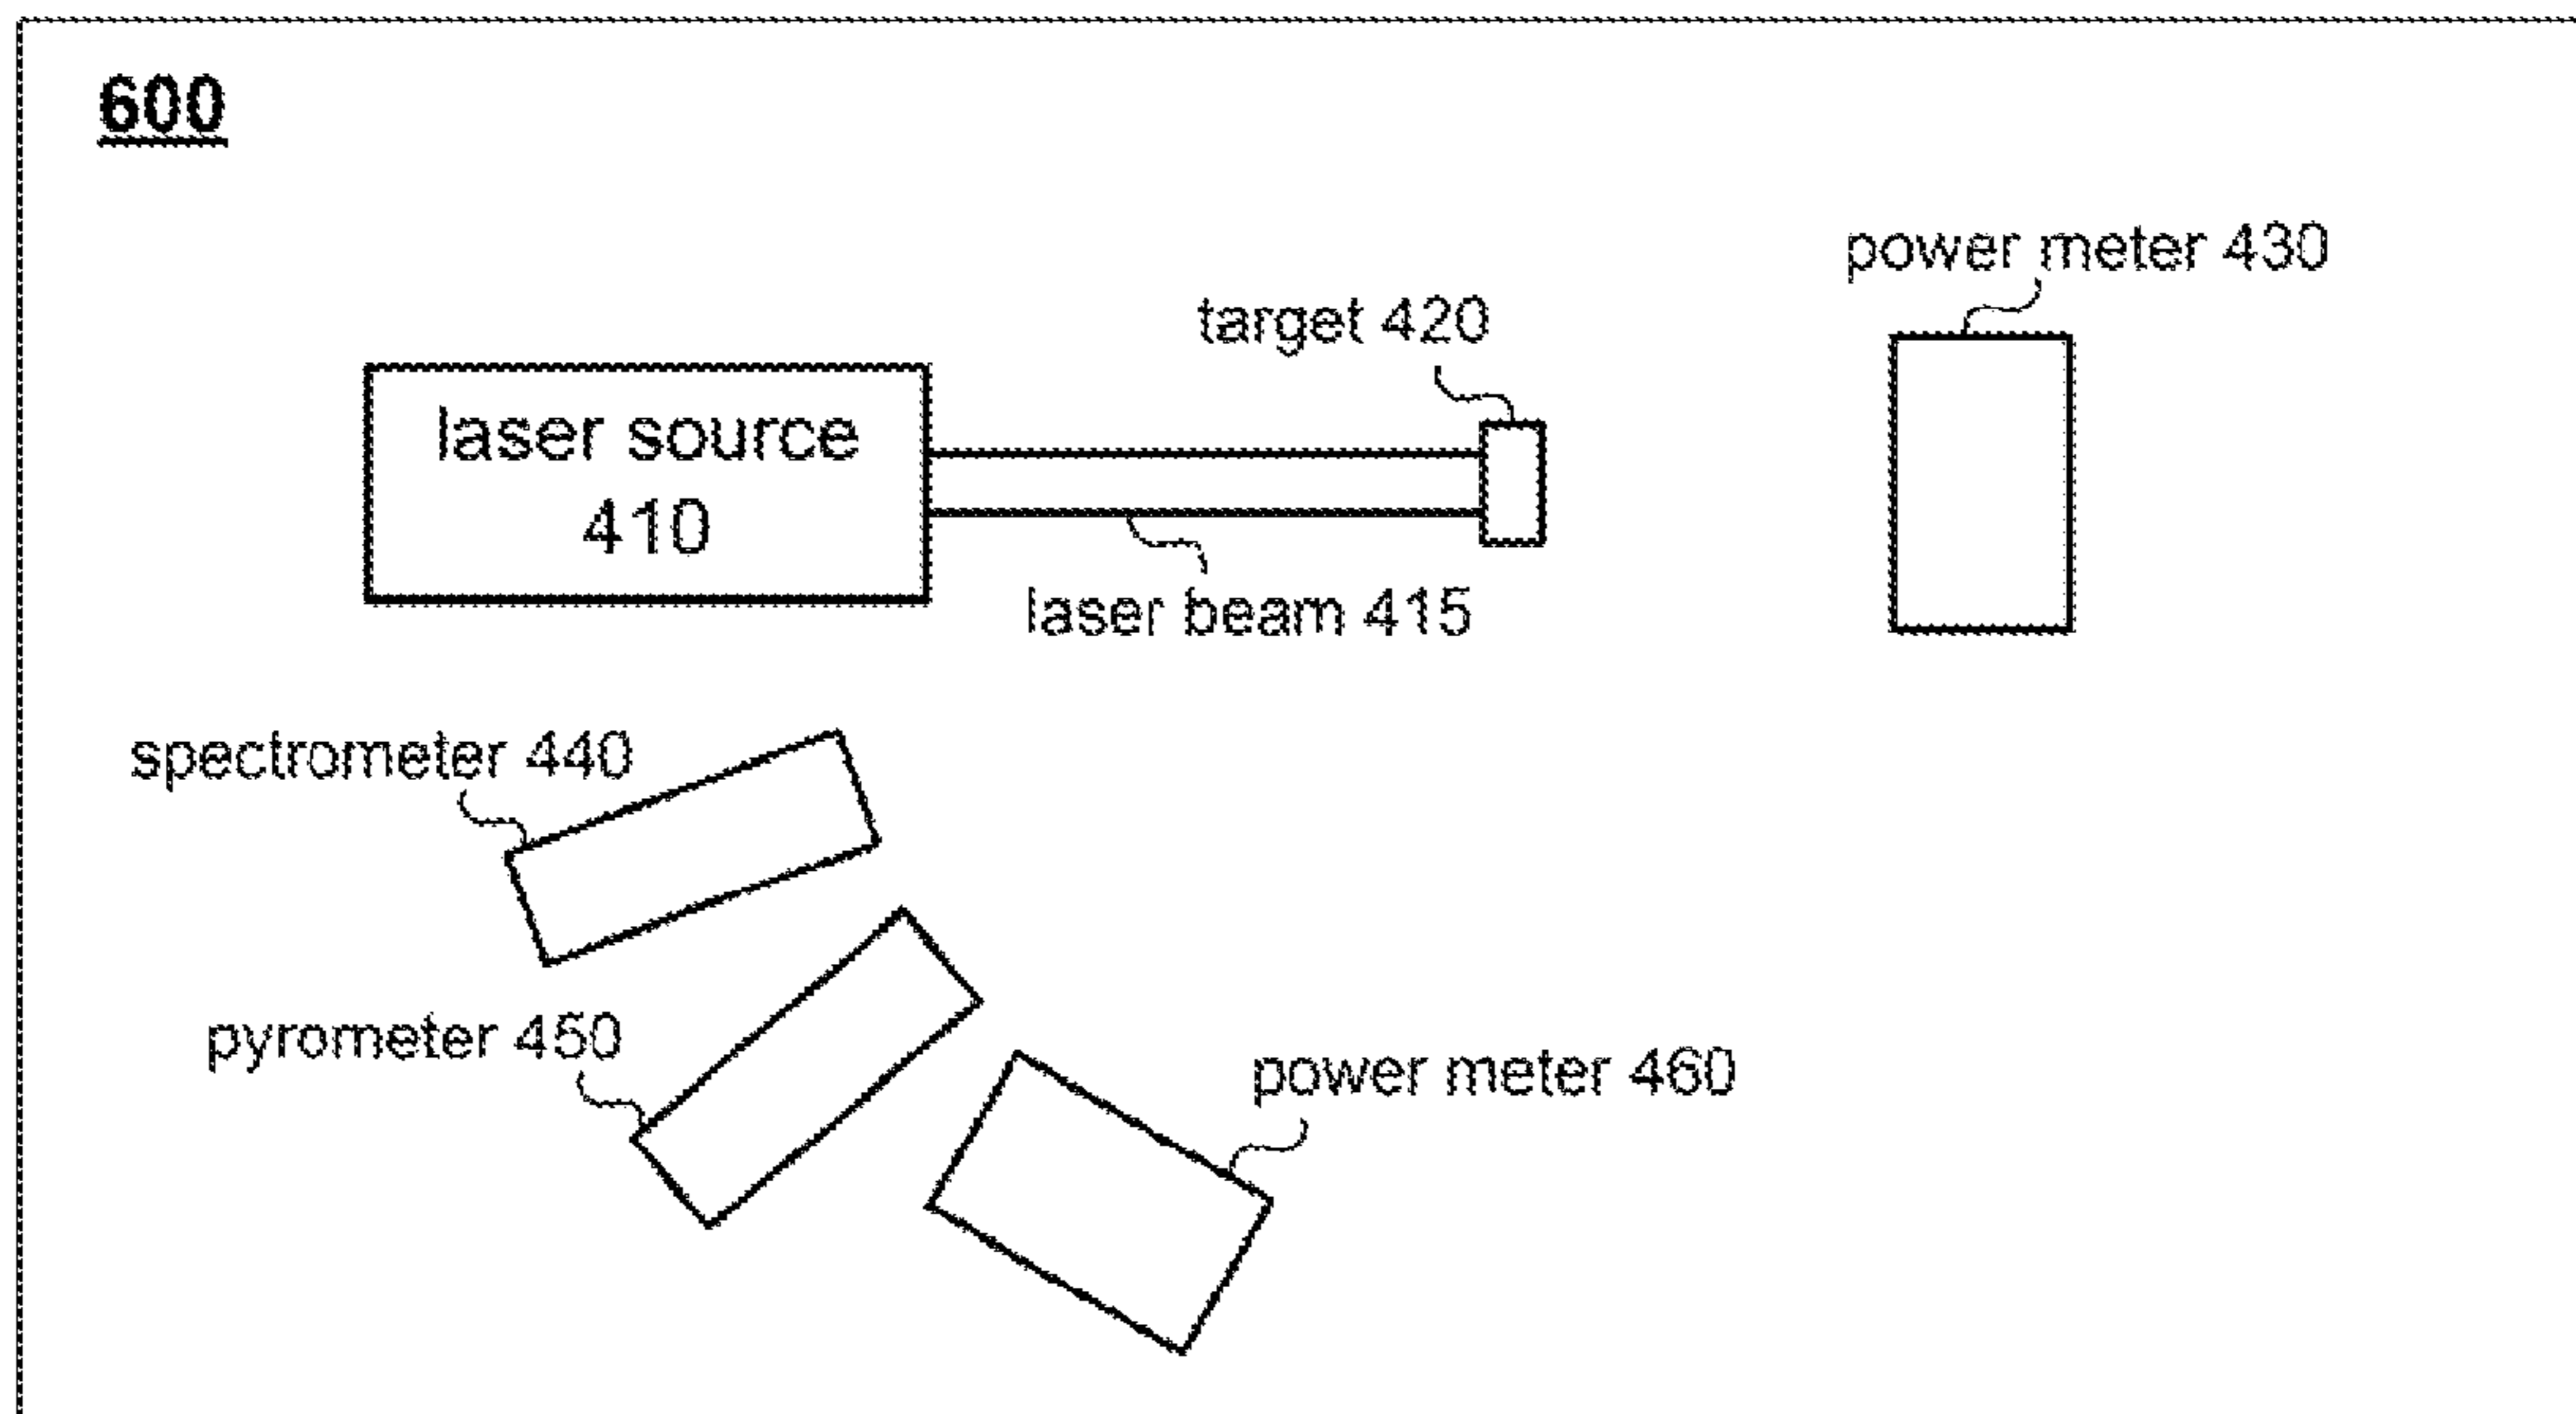 600
power meter 430
target 420
laser source
410
laser beam 415
spectrometer 440
pyrometer 450
power meter 460